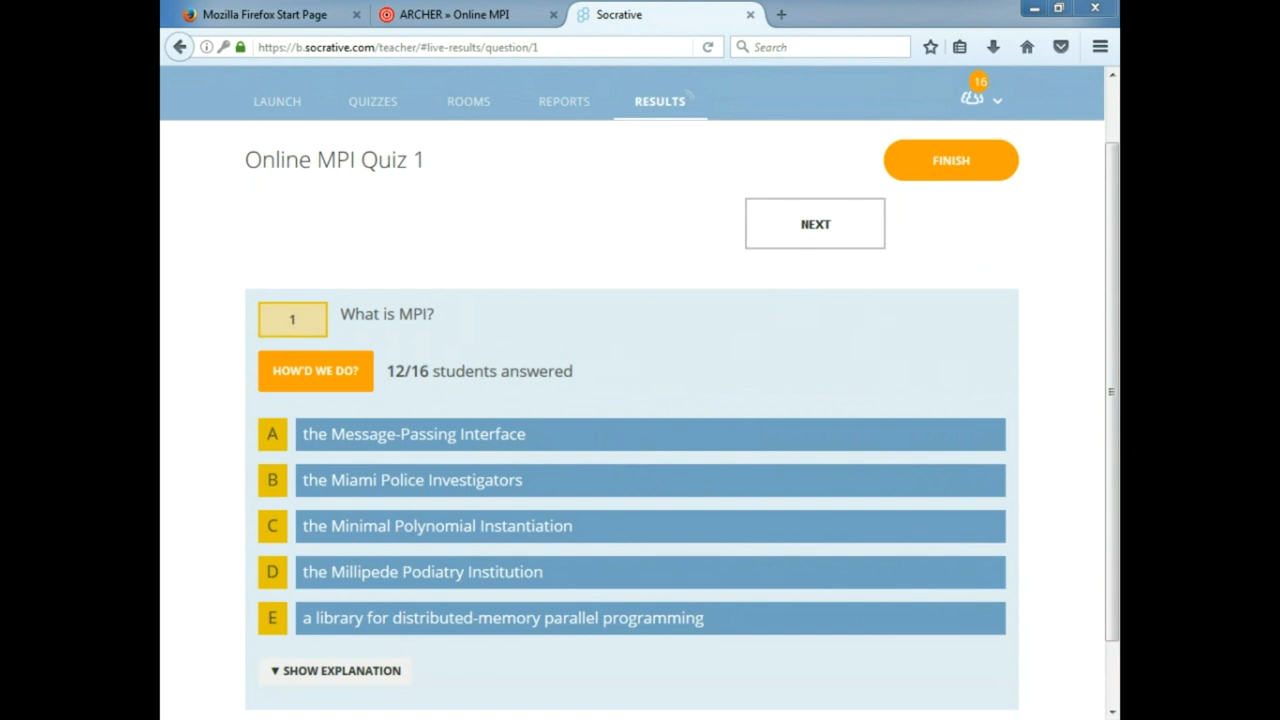 Mozilla Firefox Start Page
ARCHER » Online MPI
Socrative
https://b.socrative.com/teacher/#live-results/question/1
Search
LAUNCH QUIZZES ROOMS REPORTS RESULTS
16
Online MPI Quiz 1
FINISH
NEXT
1 What is MPI?
HOW'D WE DO? 12/16 students answered
A the Message-Passing Interface
B the Miami Police Investigators
C the Minimal Polynomial Instantiation
D the Millipede Podiatry Institution
E a library for distributed-memory parallel programming
▼ SHOW EXPLANATION